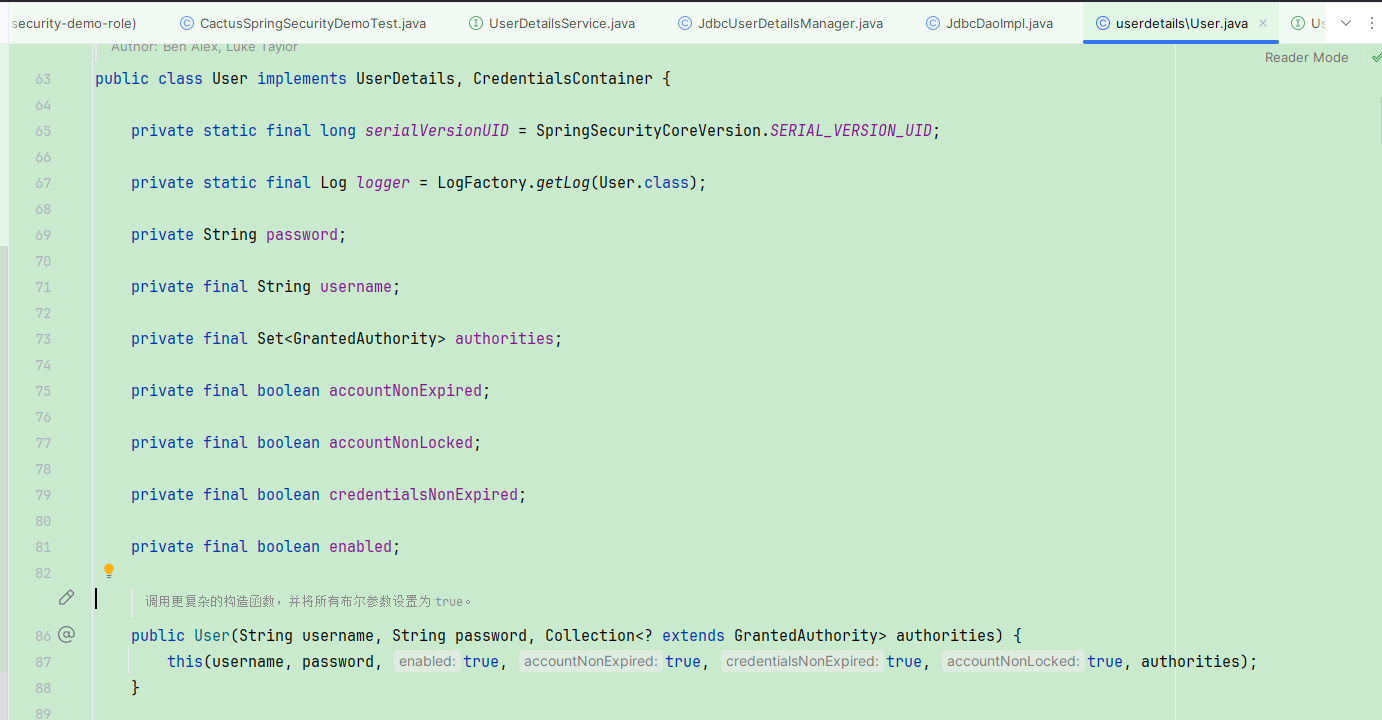 security-demo-role) CactusSpringSecurityDemoTest.java UserDetailsService.java JdbcUserDetailsManager.java JdbcDaoImpl.java userdetails\User.java
Author: Ben Alex, Luke Taylor
Reader Mode
63 public class User implements UserDetails, CredentialsContainer {
64
65 private static final long serialVersionUID = SpringSecurityCoreVersion.SERIAL_VERSION_UID;
66
67 private static final Log logger = LogFactory.getLog(User.class);
68
69 private String password;
70
71 private final String username;
72
73 private final Set<GrantedAuthority> authorities;
74
75 private final boolean accountNonExpired;
76
77 private final boolean accountNonLocked;
78
79 private final boolean credentialsNonExpired;
80
81 private final boolean enabled;
82
调用更复杂的构造函数，并将所有布尔参数设置为 true。
86 public User(String username, String password, Collection<? extends GrantedAuthority> authorities) {
87 this(username, password, enabled: true, accountNonExpired: true, credentialsNonExpired: true, accountNonLocked: true, authorities);
88 }
89